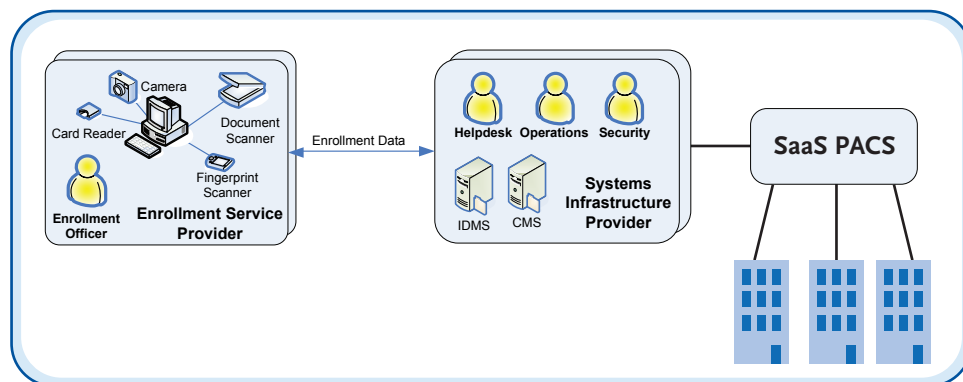 Camera
Card Reader
Document
Scanner
Fingerprint
Scanner
Enrollment
Officer
Enrollment Service
Provider
Enrollment Data
Helpdesk
Operations
Security
IDMS
CMS
Systems
Infrastructure
Provider
SaaS PACS